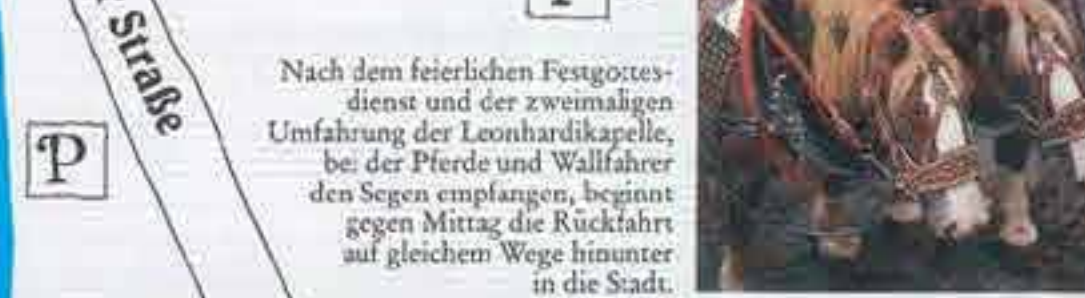 P
Straße
Nach dem feierlichen Festgottes-
dienst und der zweimaligen
Umfahrung der Leonhardikapelle,
bei der Pferde und Wallfahrer
den Segen empfangen, beginnt
gegen Mittag die Rückfahrt
auf gleichem Wege hinunter
in die Stadt.
P